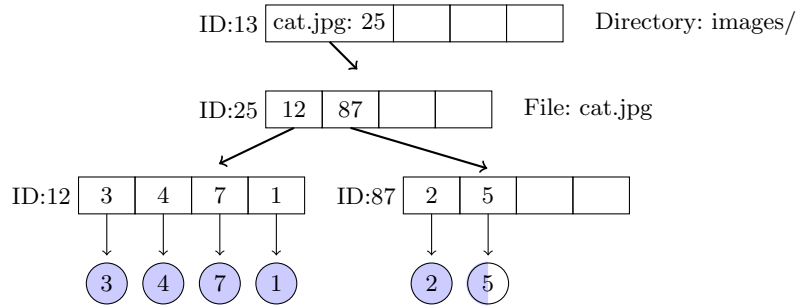 ID:13 cat.jpg: 25 Directory: images/
ID:25 12 87 File: cat.jpg
ID:12 3 4 7 1 ID:87 2 5
3 4 7 1 2 5